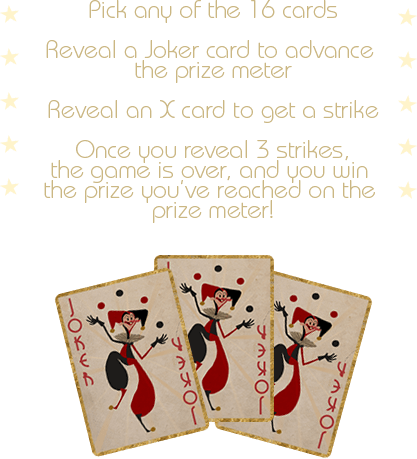 Pick any of the 16 cards
Reveal a Joker card to advance
the prize meter
Reveal an X card to get a strike
Once you reveal 3 strikes,
the game is over, and you win
the prize you've reached on the
prize meter!
JOKER
JOKER
JOKER
JOKER